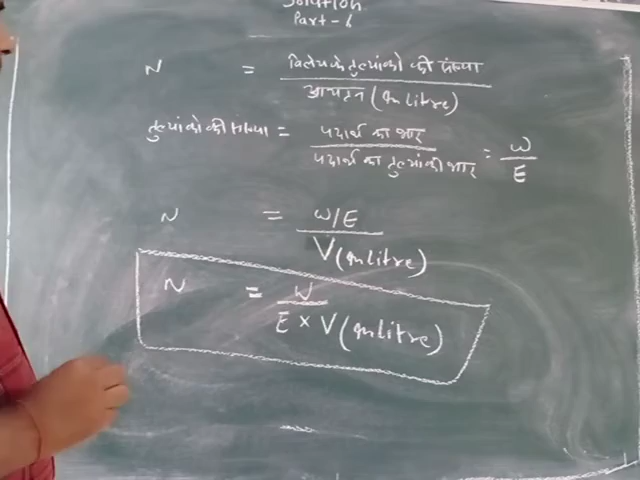 Solution
Part - 6
N = विलेय के तुल्यांको की संख्या / आयतन (in litre)
तुल्यांको की संख्या = पदार्थ का भार / पदार्थ का तुल्यांकी भार = W / E
N = W/E / V (in litre)
N = W / E × V (in litre)